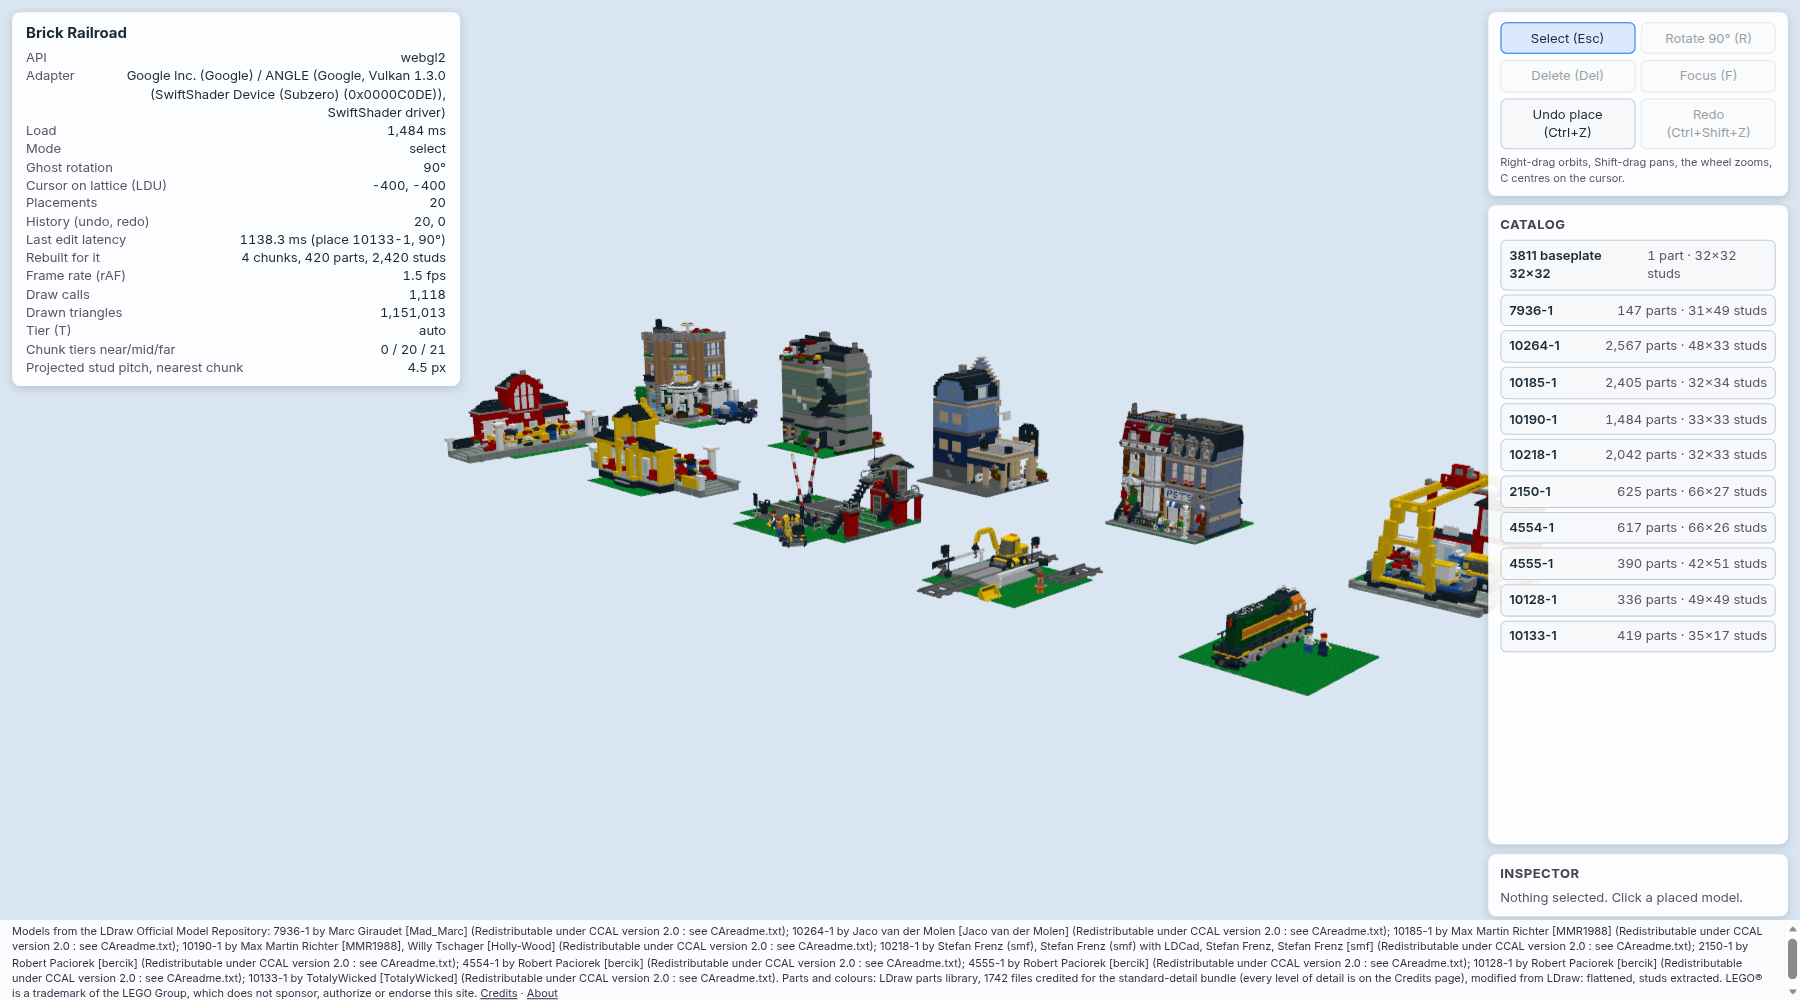 Brick Railroad
API webgl2
Adapter Google Inc. (Google) / ANGLE (Google, Vulkan 1.3.0
(SwiftShader Device (Subzero) (0x0000C0DE)),
SwiftShader driver)
Load 1,484 ms
Mode select
Ghost rotation 90°
Cursor on lattice (LDU) -400, -400
Placements 20
History (undo, redo) 20, 0
Last edit latency 1138.3 ms (place 10133-1, 90°)
Rebuilt for it 4 chunks, 420 parts, 2,420 studs
Frame rate (rAF) 1.5 fps
Draw calls 1,118
Drawn triangles 1,151,013
Tier (T) auto
Chunk tiers near/mid/far 0 / 20 / 21
Projected stud pitch, nearest chunk 4.5 px
PETS
Select (Esc) Rotate 90° (R)
Delete (Del) Focus (F)
Undo place Redo
(Ctrl+Z) (Ctrl+Shift+Z)
Right-drag orbits, Shift-drag pans, the wheel zooms,
C centres on the cursor.
CATALOG
3811 baseplate 1 part · 32×32
32×32 studs
7936-1 147 parts · 31×49 studs
10264-1 2,567 parts · 48×33 studs
10185-1 2,405 parts · 32×34 studs
10190-1 1,484 parts · 33×33 studs
10218-1 2,042 parts · 32×33 studs
2150-1 625 parts · 66×27 studs
4554-1 617 parts · 66×26 studs
4555-1 390 parts · 42×51 studs
10128-1 336 parts · 49×49 studs
10133-1 419 parts · 35×17 studs
INSPECTOR
Nothing selected. Click a placed model.
Models from the LDraw Official Model Repository: 7936-1 by Marc Giraudet [Mad_Marc] (Redistributable under CCAL version 2.0 : see CAreadme.txt); 10264-1 by Jaco van der Molen [Jaco van der Molen] (Redistributable under CCAL version 2.0 : see CAreadme.txt); 10185-1 by Max Martin Richter [MMR1988] (Redistributable under CCAL
version 2.0 : see CAreadme.txt); 10190-1 by Max Martin Richter [MMR1988], Willy Tschager [Holly-Wood] (Redistributable under CCAL version 2.0 : see CAreadme.txt); 10218-1 by Stefan Frenz (smf), Stefan Frenz (smf) with LDCad, Stefan Frenz, Stefan Frenz [smf] (Redistributable under CCAL version 2.0 : see CAreadme.txt); 2150-1 by
Robert Paciorek [bercik] (Redistributable under CCAL version 2.0 : see CAreadme.txt); 4554-1 by Robert Paciorek [bercik] (Redistributable under CCAL version 2.0 : see CAreadme.txt); 4555-1 by Robert Paciorek [bercik] (Redistributable under CCAL version 2.0 : see CAreadme.txt); 10128-1 by Robert Paciorek [bercik] (Redistributable
under CCAL version 2.0 : see CAreadme.txt); 10133-1 by TotalyWicked [TotalyWicked] (Redistributable under CCAL version 2.0 : see CAreadme.txt). Parts and colours: LDraw parts library, 1742 files credited for the standard-detail bundle (every level of detail is on the Credits page), modified from LDraw: flattened, studs extracted. LEGO®
is a trademark of the LEGO Group, which does not sponsor, authorize or endorse this site. Credits · About